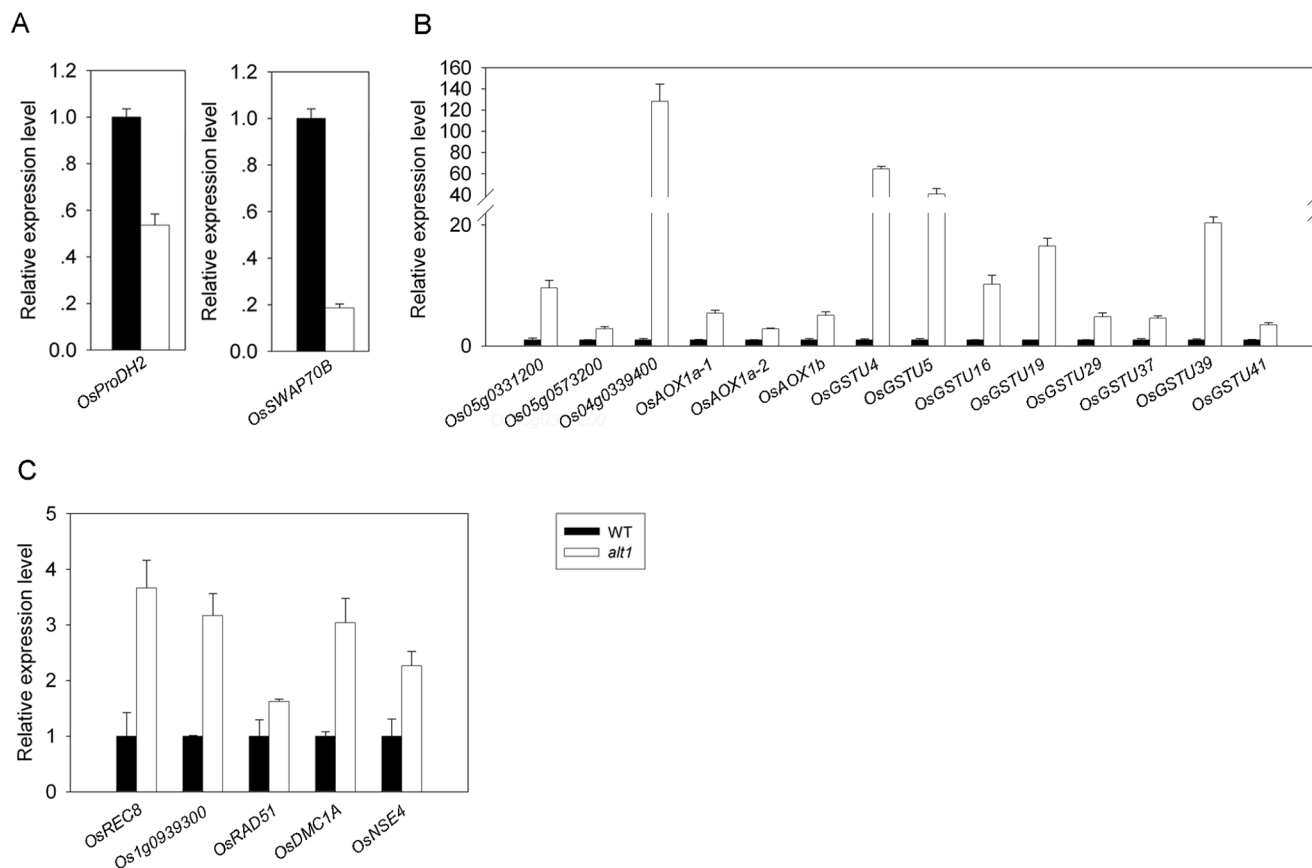 A
B
Relative expression level
1.2
1.0
.8
.6
.4
.2
0.0
OsProDH2
Relative expression level
1.2
1.0
.8
.6
.4
.2
0.0
OsSWAP70B
Relative expression level
160
140
120
100
80
60
40
20
0
Os05g0331200
Os05g0573200
Os04g0339400
OsAOX1a-1
OsAOX1a-2
OsAOX1b
OsGSTU4
OsGSTU5
OsGSTU16
OsGSTU19
OsGSTU29
OsGSTU37
OsGSTU39
OsGSTU41
C
Relative expression level
5
4
3
2
1
0
OsREC8
Os1g0939300
OsRAD51
OsDMC1A
OsNSE4
WT
alt1